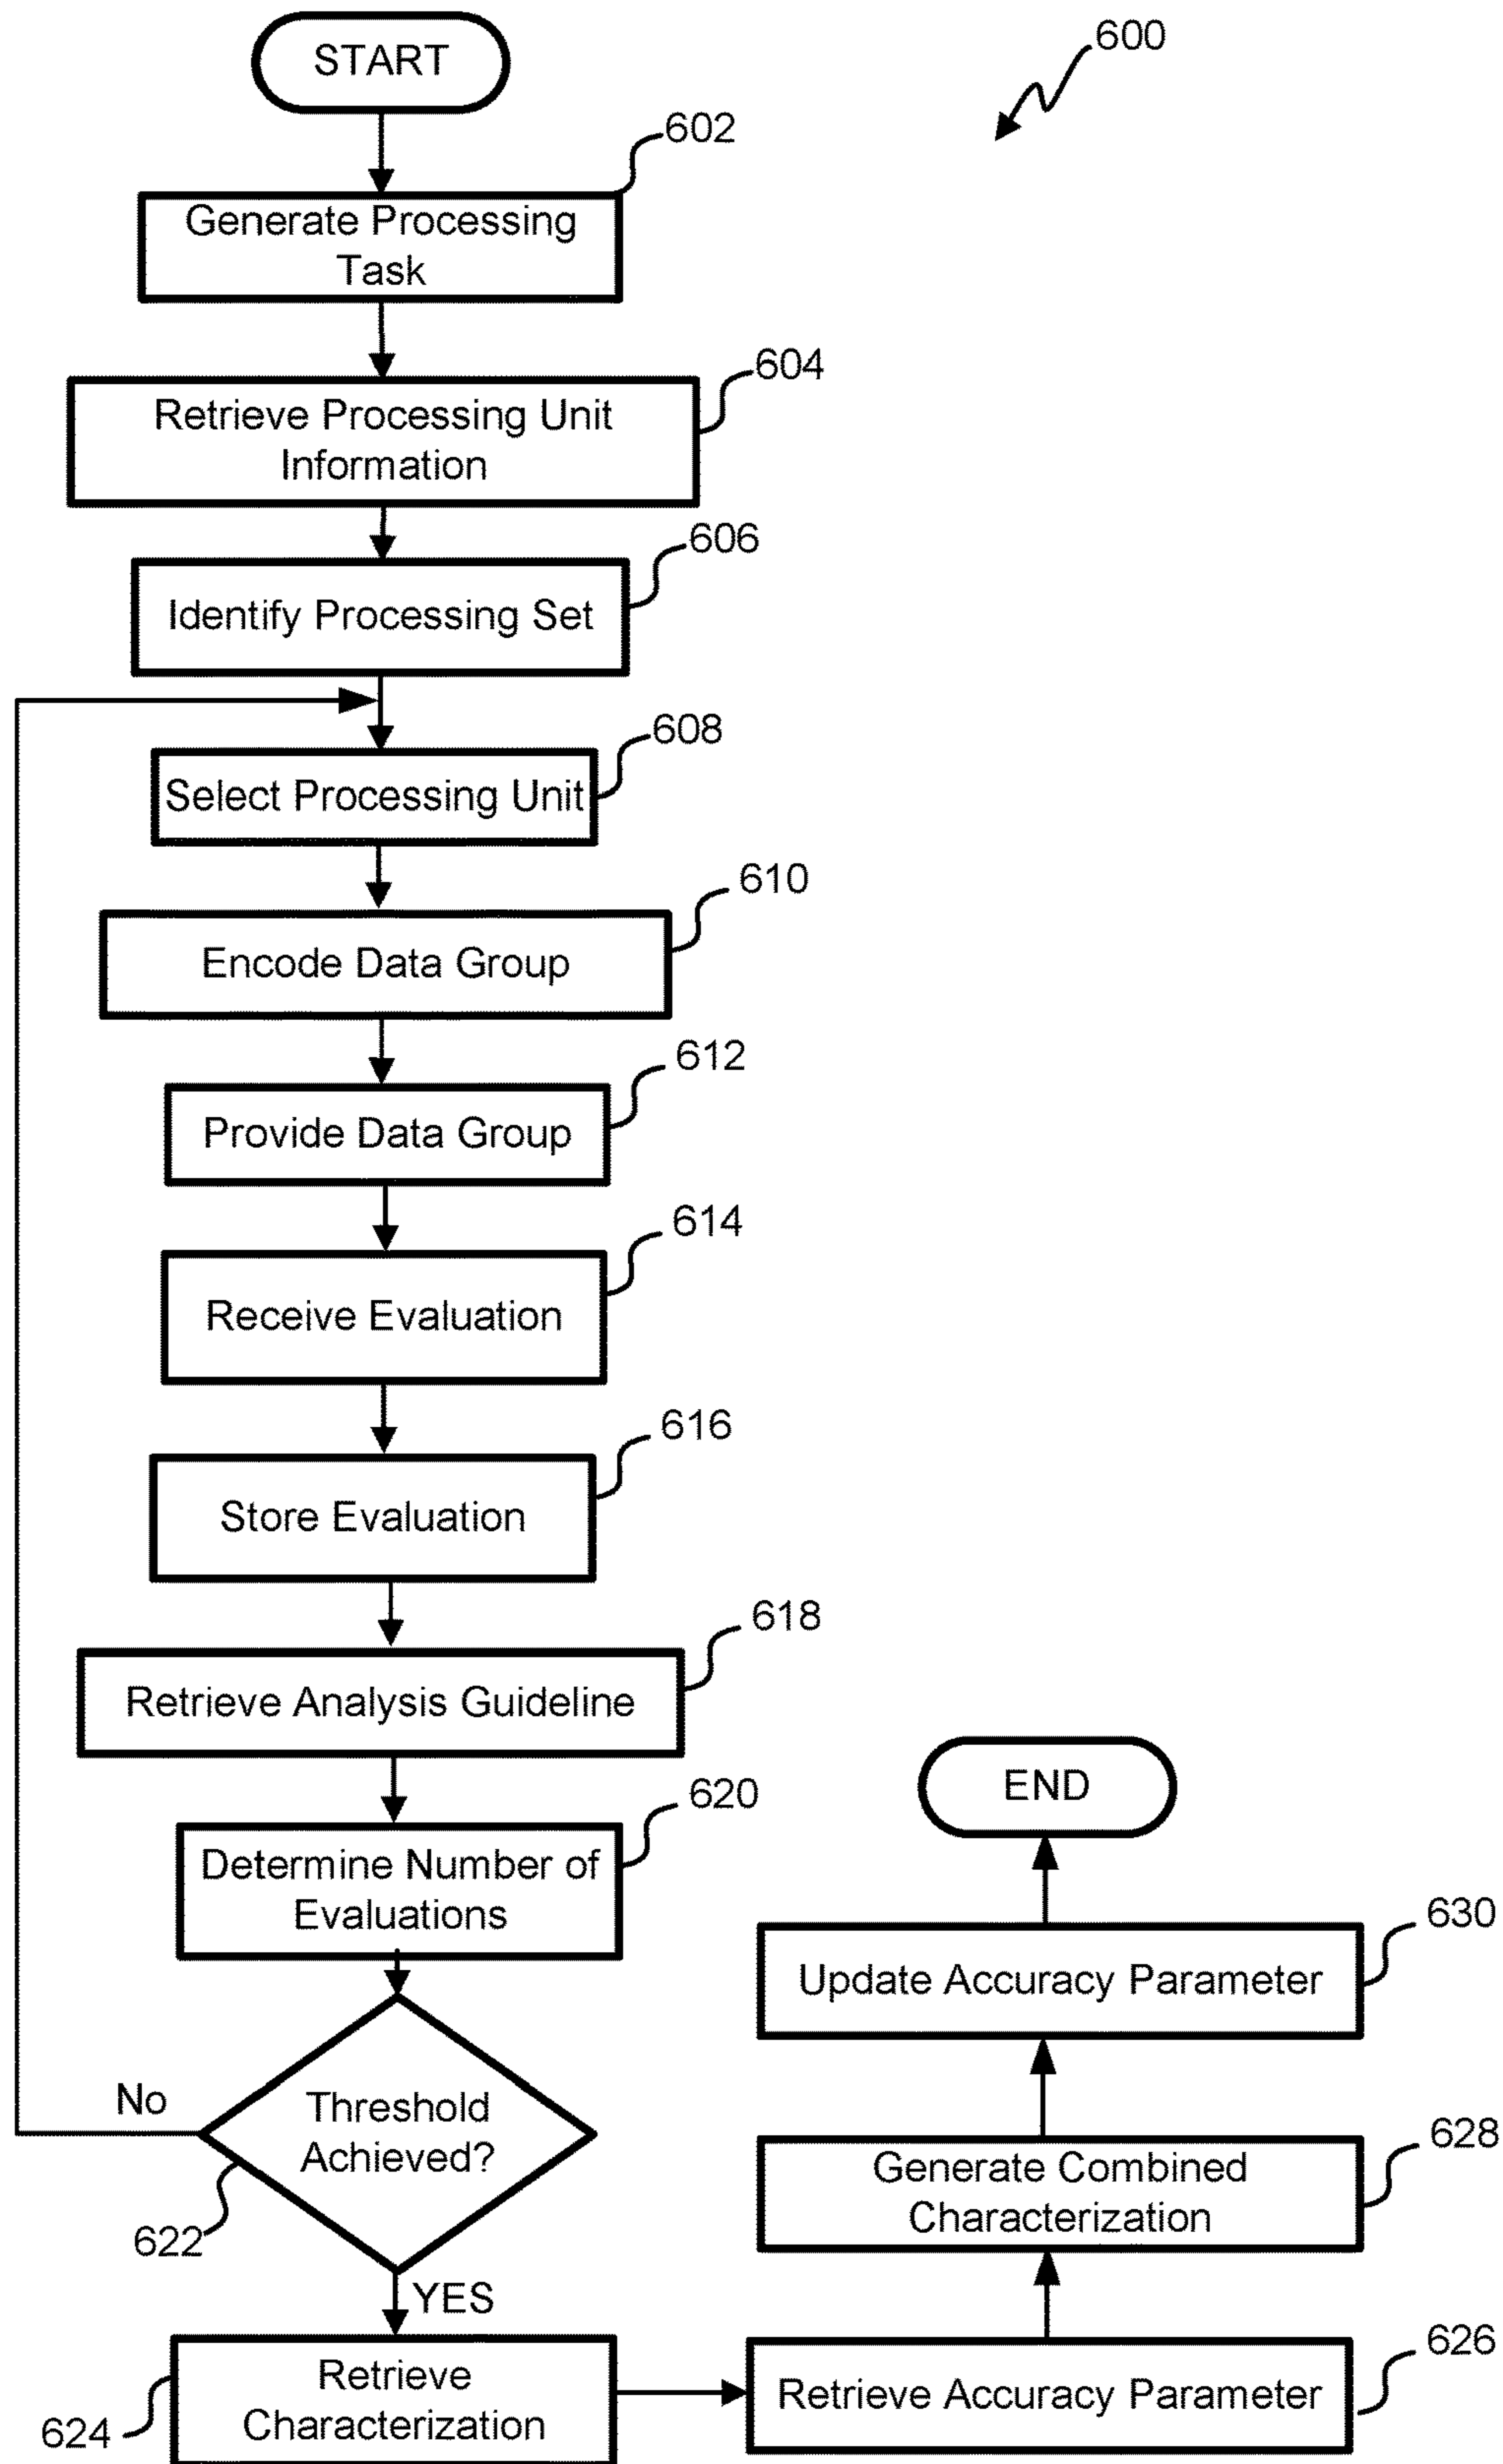 START
600
602
Generate Processing
Task
604
Retrieve Processing Unit
Information
606
Identify Processing Set
608
Select Processing Unit
610
Encode Data Group
612
Provide Data Group
614
Receive Evaluation
616
Store Evaluation
618
Retrieve Analysis Guideline
620
Determine Number of
Evaluations
No
Threshold
Achieved?
622
YES
624
Retrieve
Characterization
626
Retrieve Accuracy Parameter
628
Generate Combined
Characterization
630
Update Accuracy Parameter
END